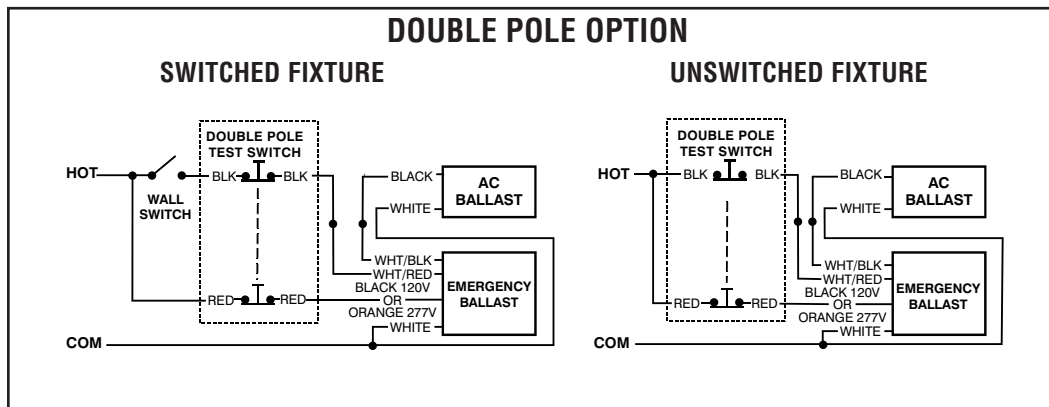 DOUBLE POLE OPTION
SWITCHED FIXTURE
DOUBLE POLE
TEST SWITCH
HOT
WALL
SWITCH
BLK
BLK
BLACK
AC
BALLAST
WHITE
WHT/BLK
WHT/RED
RED
RED
BLACK 120V
OR
ORANGE 277V
WHITE
EMERGENCY
BALLAST
COM
UNSWITCHED FIXTURE
DOUBLE POLE
TEST SWITCH
HOT
BLK
BLK
BLACK
AC
BALLAST
WHITE
WHT/BLK
WHT/RED
RED
RED
BLACK 120V
OR
ORANGE 277V
WHITE
EMERGENCY
BALLAST
COM